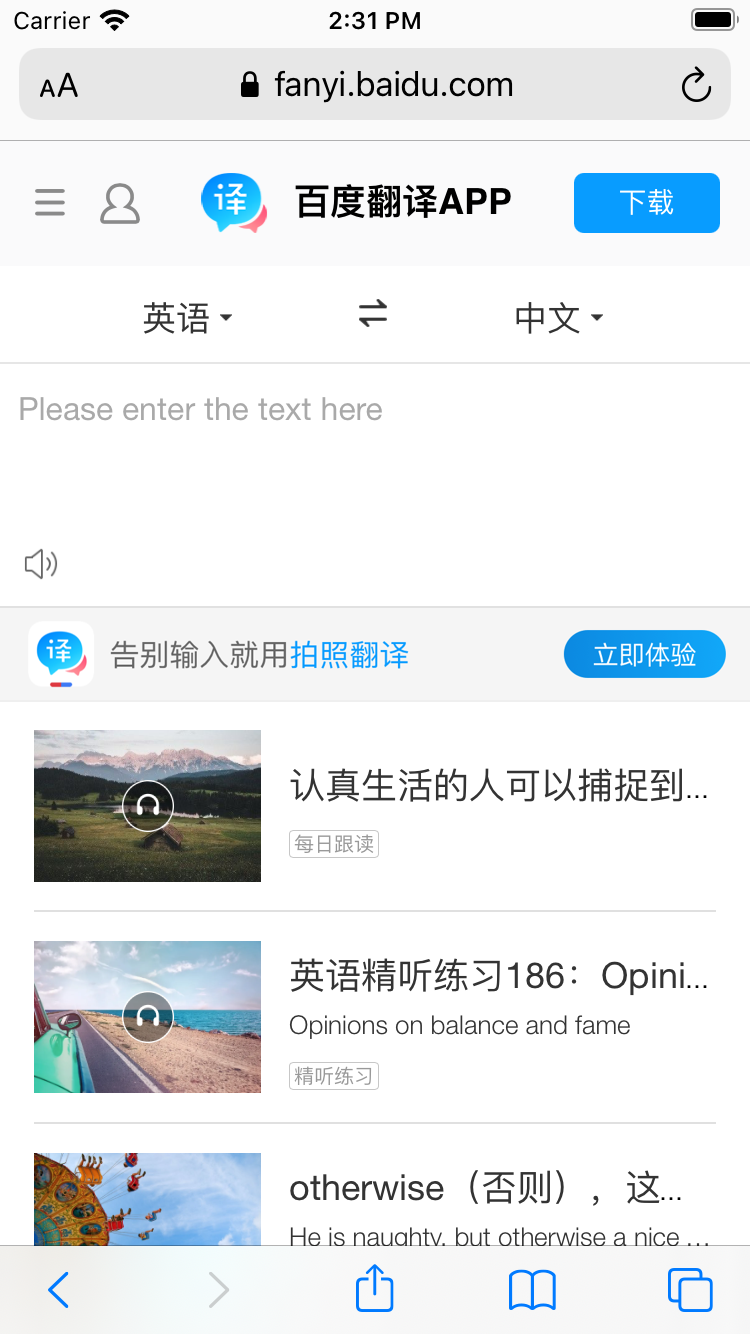 Carrier 2:31 PM
AA fanyi.baidu.com
译 百度翻译APP 下载
英语 中文
Please enter the text here
译 告别输入就用拍照翻译 立即体验
认真生活的人可以捕捉到...
每日跟读
英语精听练习186：Opini...
Opinions on balance and fame
精听练习
otherwise（否则），这...
He is naughty, but otherwise a nice ...